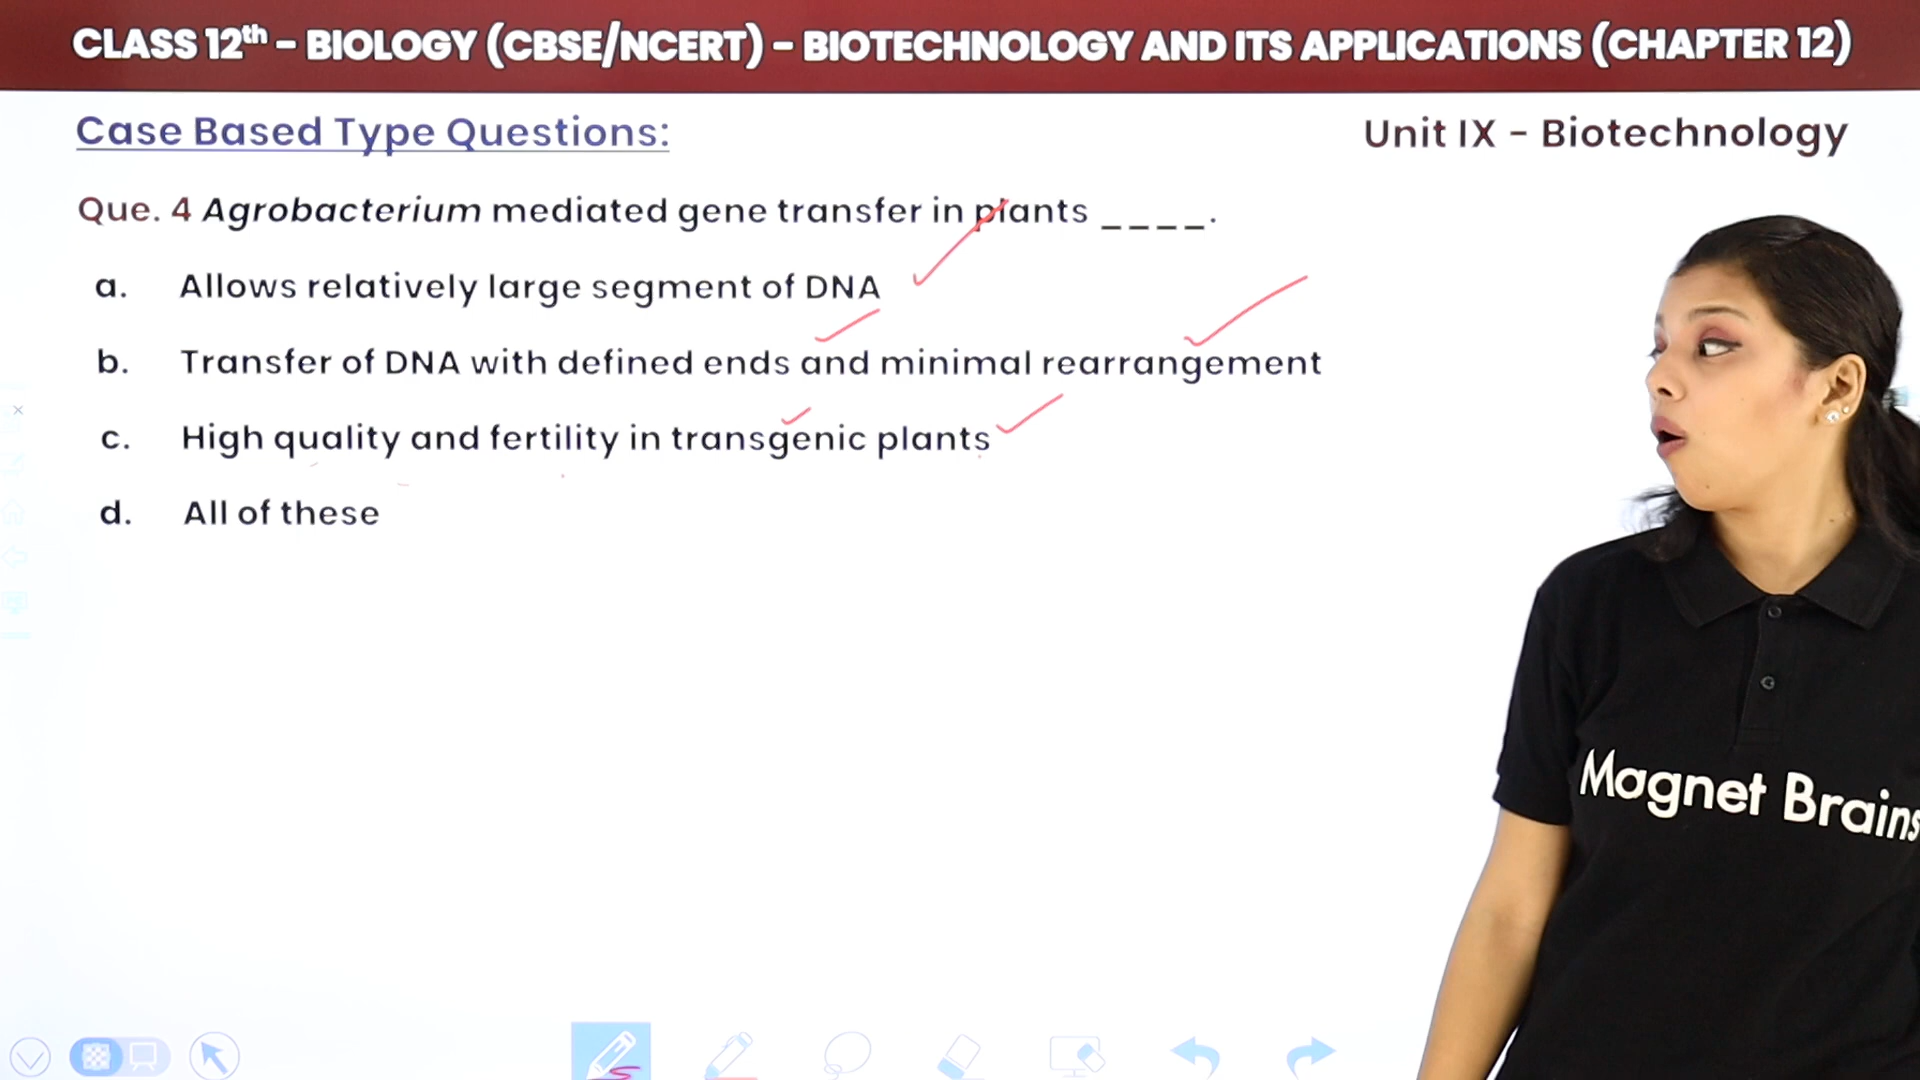 CLASS 12th – BIOLOGY (CBSE/NCERT) – BIOTECHNOLOGY AND ITS APPLICATIONS (CHAPTER 12)
Case Based Type Questions:
Unit IX – Biotechnology
Que. 4 Agrobacterium mediated gene transfer in plants _ _ _ _.
a. Allows relatively large segment of DNA
b. Transfer of DNA with defined ends and minimal rearrangement
c. High quality and fertility in transgenic plants
d. All of these
Magnet Brains